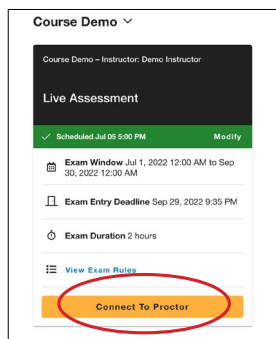 Course Demo
Course Demo – Instructor: Demo Instructor
Live Assessment
Scheduled Jul 05 5:00 PM Modify
Exam Window Jul 1, 2022 12:00 AM to Sep
30, 2022 12:00 AM
Exam Entry Deadline Sep 29, 2022 9:35 PM
Exam Duration 2 hours
View Exam Rules
Connect To Proctor